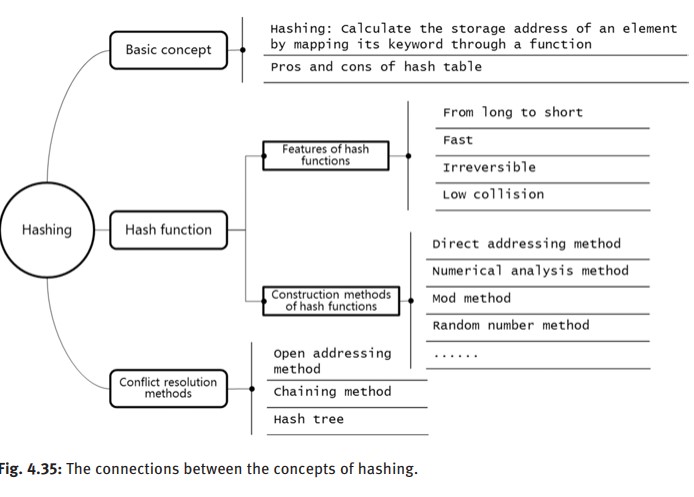 Hashing
Basic concept
Hashing: Calculate the storage address of an element
by mapping its keyword through a function
Pros and cons of hash table
Hash function
Features of hash
functions
From long to short
Fast
Irreversible
Low collision
Construction methods
of hash functions
Direct addressing method
Numerical analysis method
Mod method
Random number method
......
Conflict resolution
methods
Open addressing
method
Chaining method
Hash tree
Fig. 4.35: The connections between the concepts of hashing.